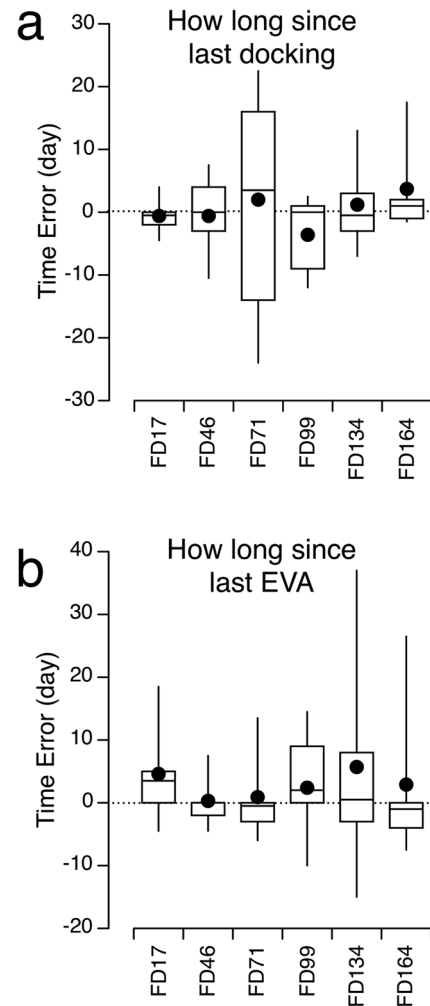 a
How long since
last docking
Time Error (day)
30
20
10
0
-10
-20
-30
FD17
FD46
FD71
FD99
FD134
FD164
b
How long since
last EVA
Time Error (day)
40
30
20
10
0
-10
-20
FD17
FD46
FD71
FD99
FD134
FD164